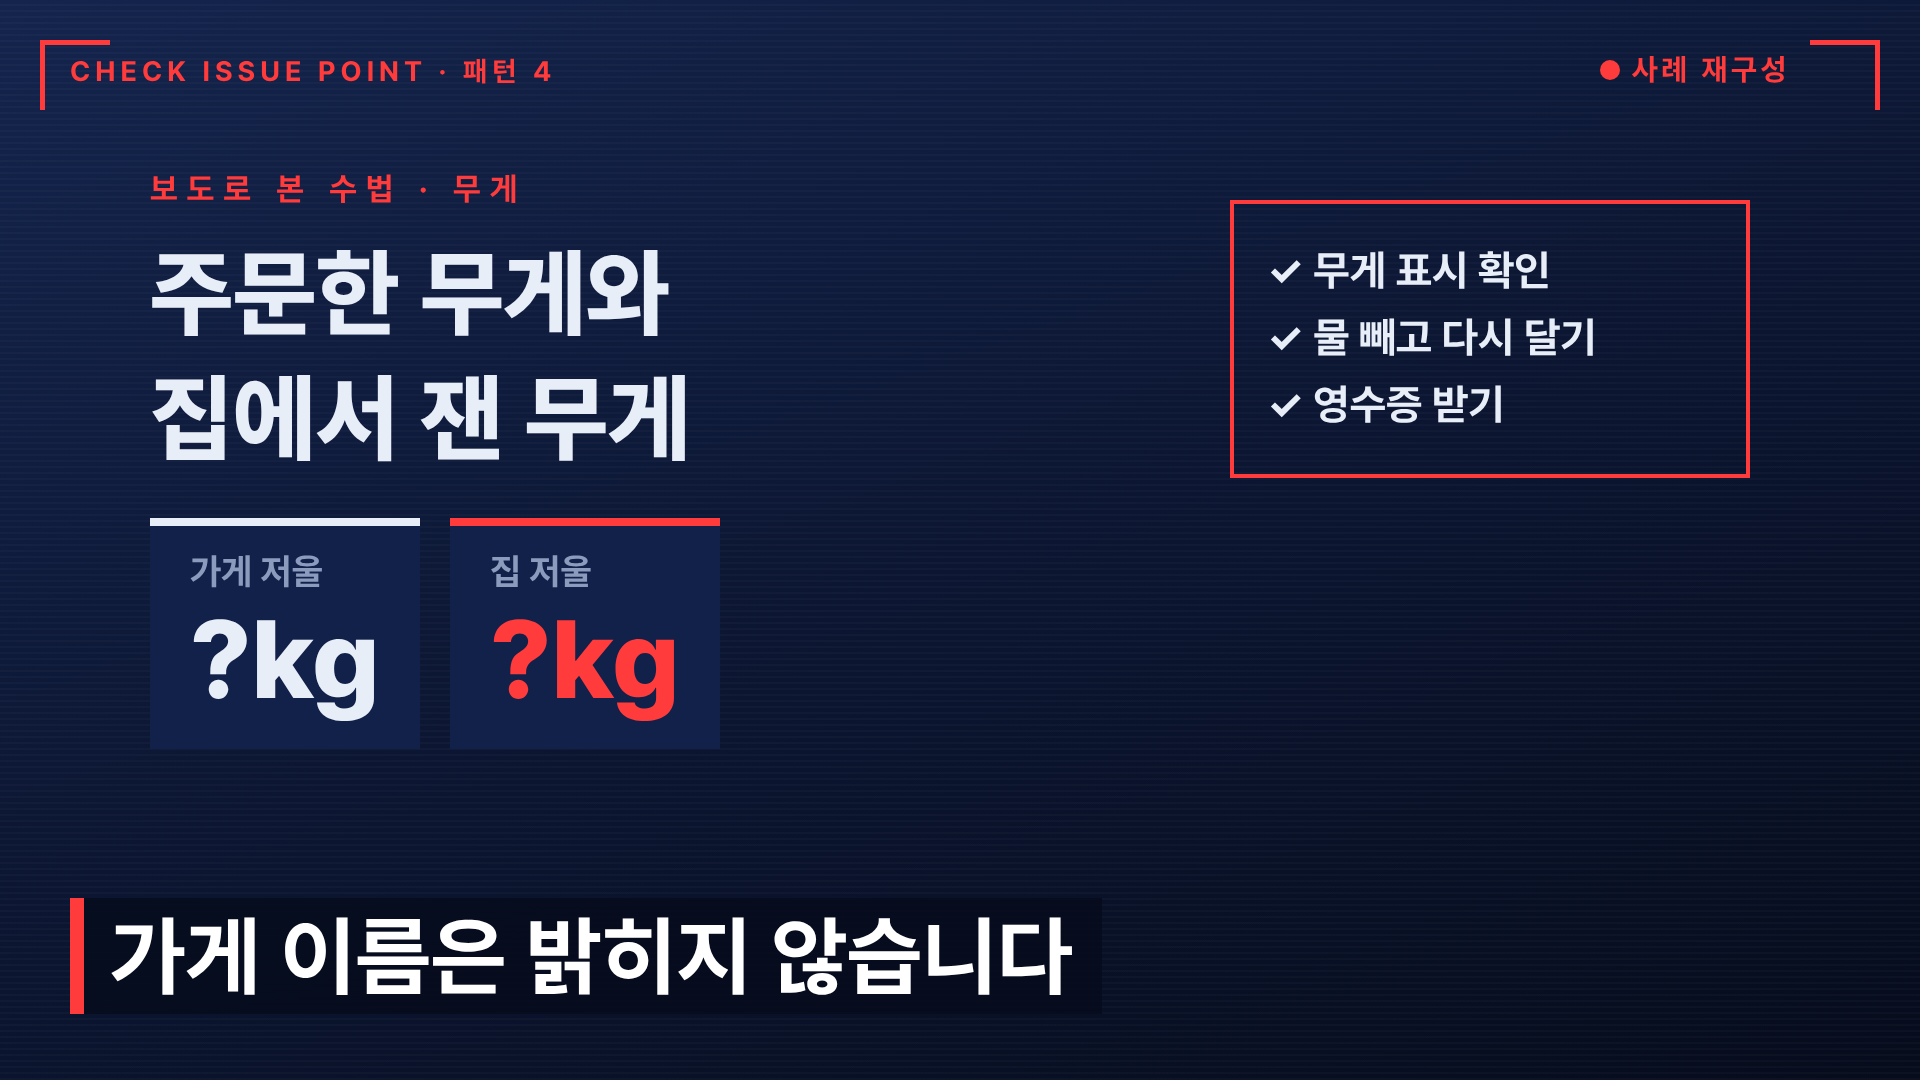 CHECK ISSUE POINT · 패턴 4
사례 재구성
보도로 본 수법 · 무게
주문한 무게와
집에서 잰 무게
가게 저울
?kg
집 저울
?kg
✓ 무게 표시 확인
✓ 물 빼고 다시 달기
✓ 영수증 받기
가게 이름은 밝히지 않습니다